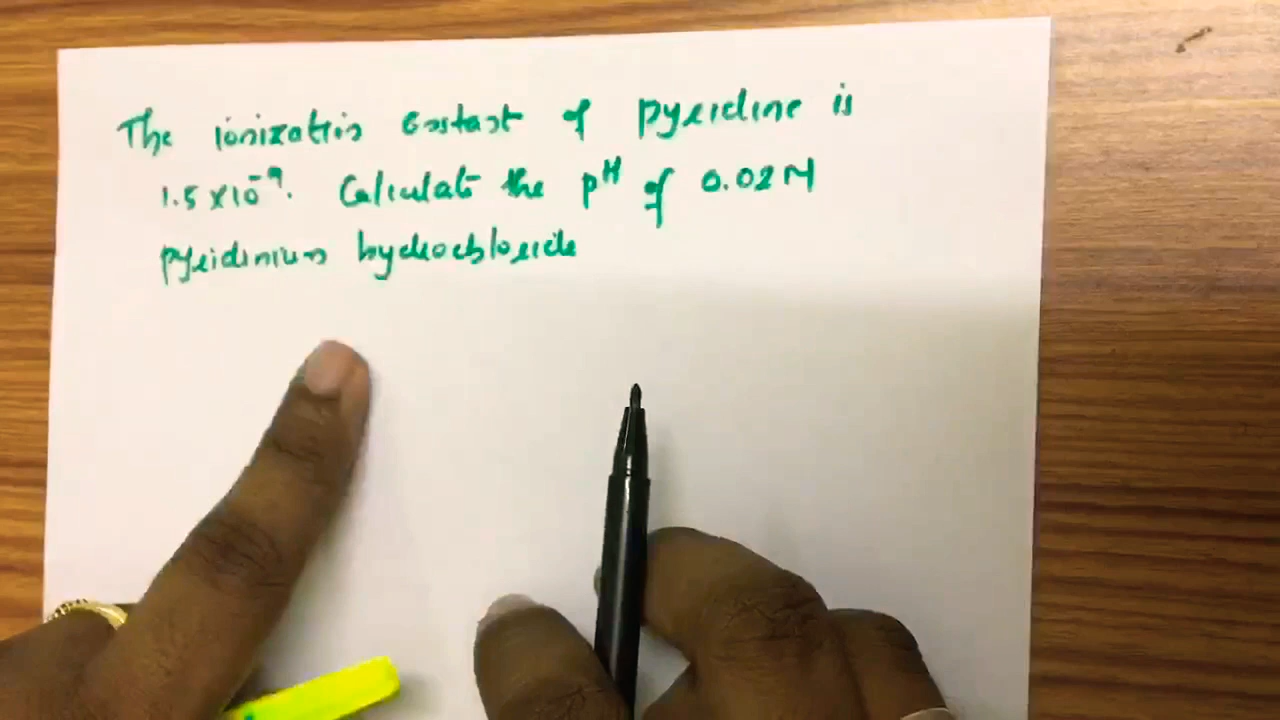 The ionization constant of pyridine is
1.5 x 10⁻⁹. Calculate the pH of 0.02 M
pyridinium hydrochloride